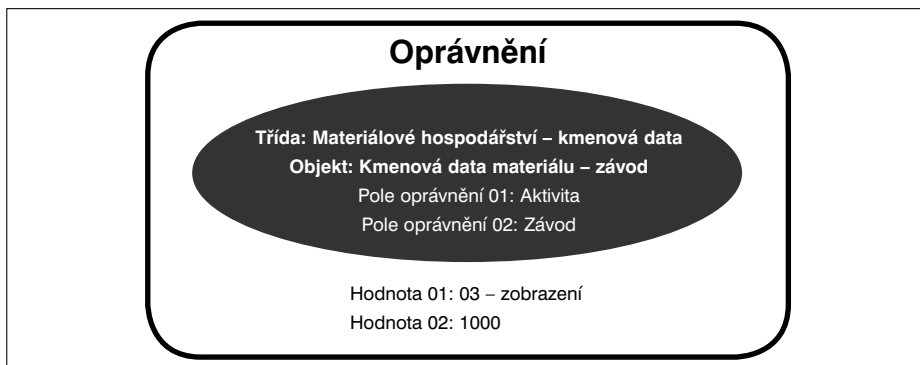 Oprávnění
Třída: Materiálové hospodářství – kmenová data
Objekt: Kmenová data materiálu – závod
Pole oprávnění 01: Aktivita
Pole oprávnění 02: Závod
Hodnota 01: 03 – zobrazení
Hodnota 02: 1000